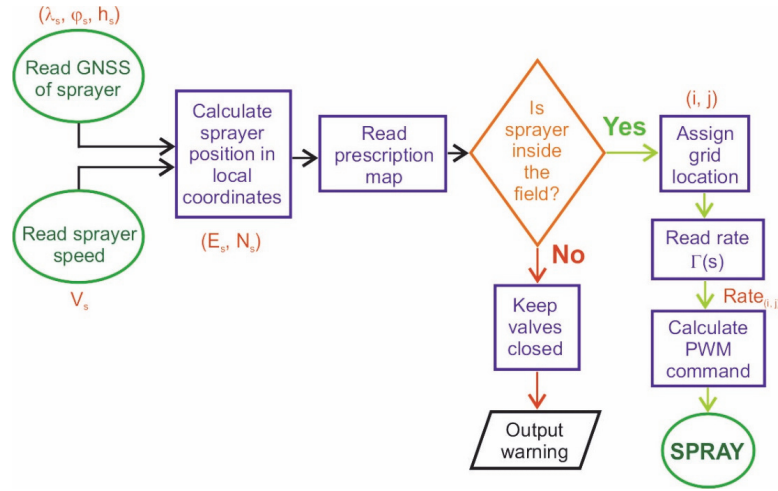 (λs, φs, hs)
Read GNSS
of sprayer
Read sprayer
speed
Vs
Calculate
sprayer
position in
local
coordinates
(Es, Ns)
Read
prescription
map
Is
sprayer
inside
the
field?
Yes
No
Keep
valves
closed
Output
warning
(i, j)
Assign
grid
location
Read rate
Γ(s)
Rate(i, j
Calculate
PWM
command
SPRAY